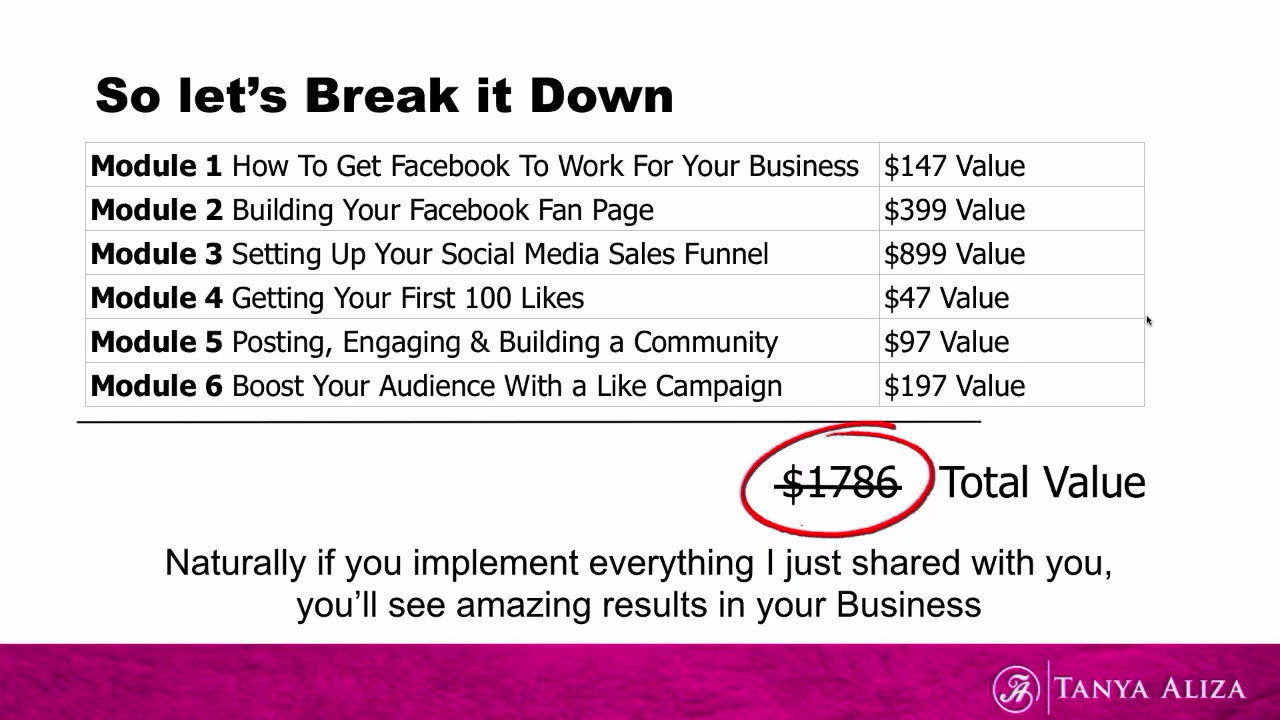 So let's Break it Down
Module 1 How To Get Facebook To Work For Your Business $147 Value
Module 2 Building Your Facebook Fan Page $399 Value
Module 3 Setting Up Your Social Media Sales Funnel $899 Value
Module 4 Getting Your First 100 Likes $47 Value
Module 5 Posting, Engaging & Building a Community $97 Value
Module 6 Boost Your Audience With a Like Campaign $197 Value
$1786 Total Value
Naturally if you implement everything I just shared with you,
you'll see amazing results in your Business
TANYA ALIZA